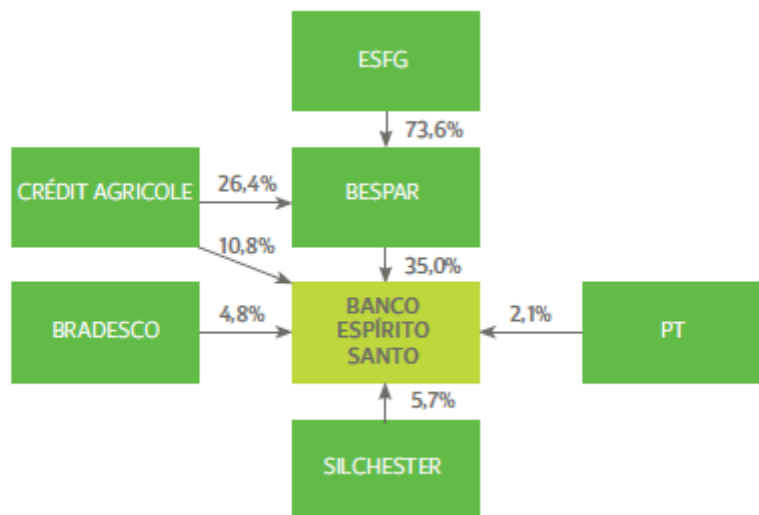 ESFG
73,6%
CRÉDIT AGRICOLE
26,4%
BESPAR
10,8%
35,0%
BRADESCO
4,8%
BANCO
ESPÍRITO
SANTO
2,1%
PT
5,7%
SILCHESTER